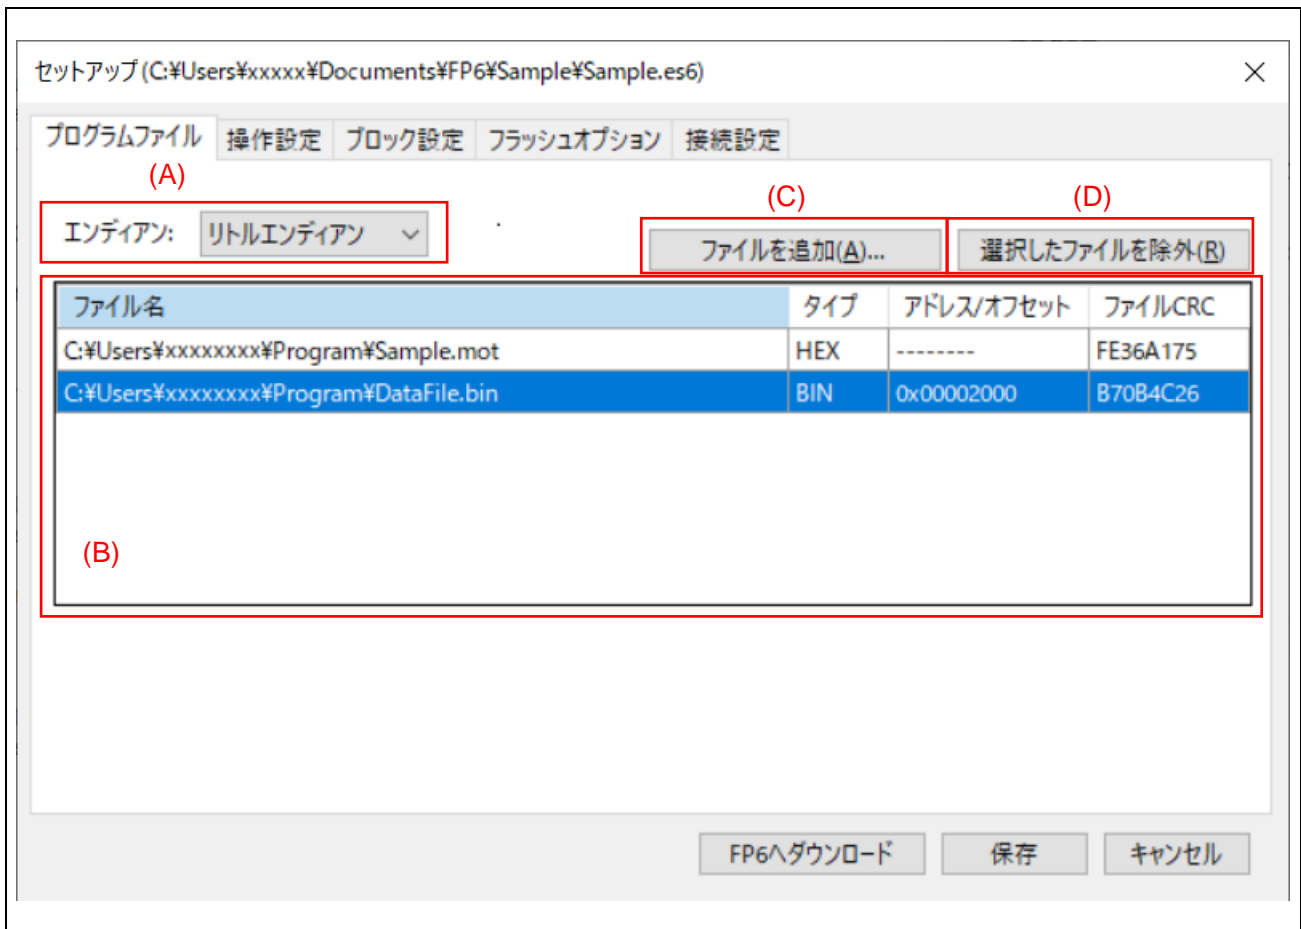 セットアップ (C:¥Users¥xxxxx¥Documents¥FP6¥Sample¥Sample.es6)
プログラムファイル 操作設定 ブロック設定 フラッシュオプション 接続設定
(A)
(C) (D)
エンディアン: リトルエンディアン
ファイルを追加(A)... 選択したファイルを除外(R)
ファイル名 タイプ アドレス/オフセット ファイルCRC
C:¥Users¥xxxxxxxx¥Program¥Sample.mot HEX -------- FE36A175
C:¥Users¥xxxxxxxx¥Program¥DataFile.bin BIN 0x00002000 B70B4C26
(B)
FP6へダウンロード 保存 キャンセル